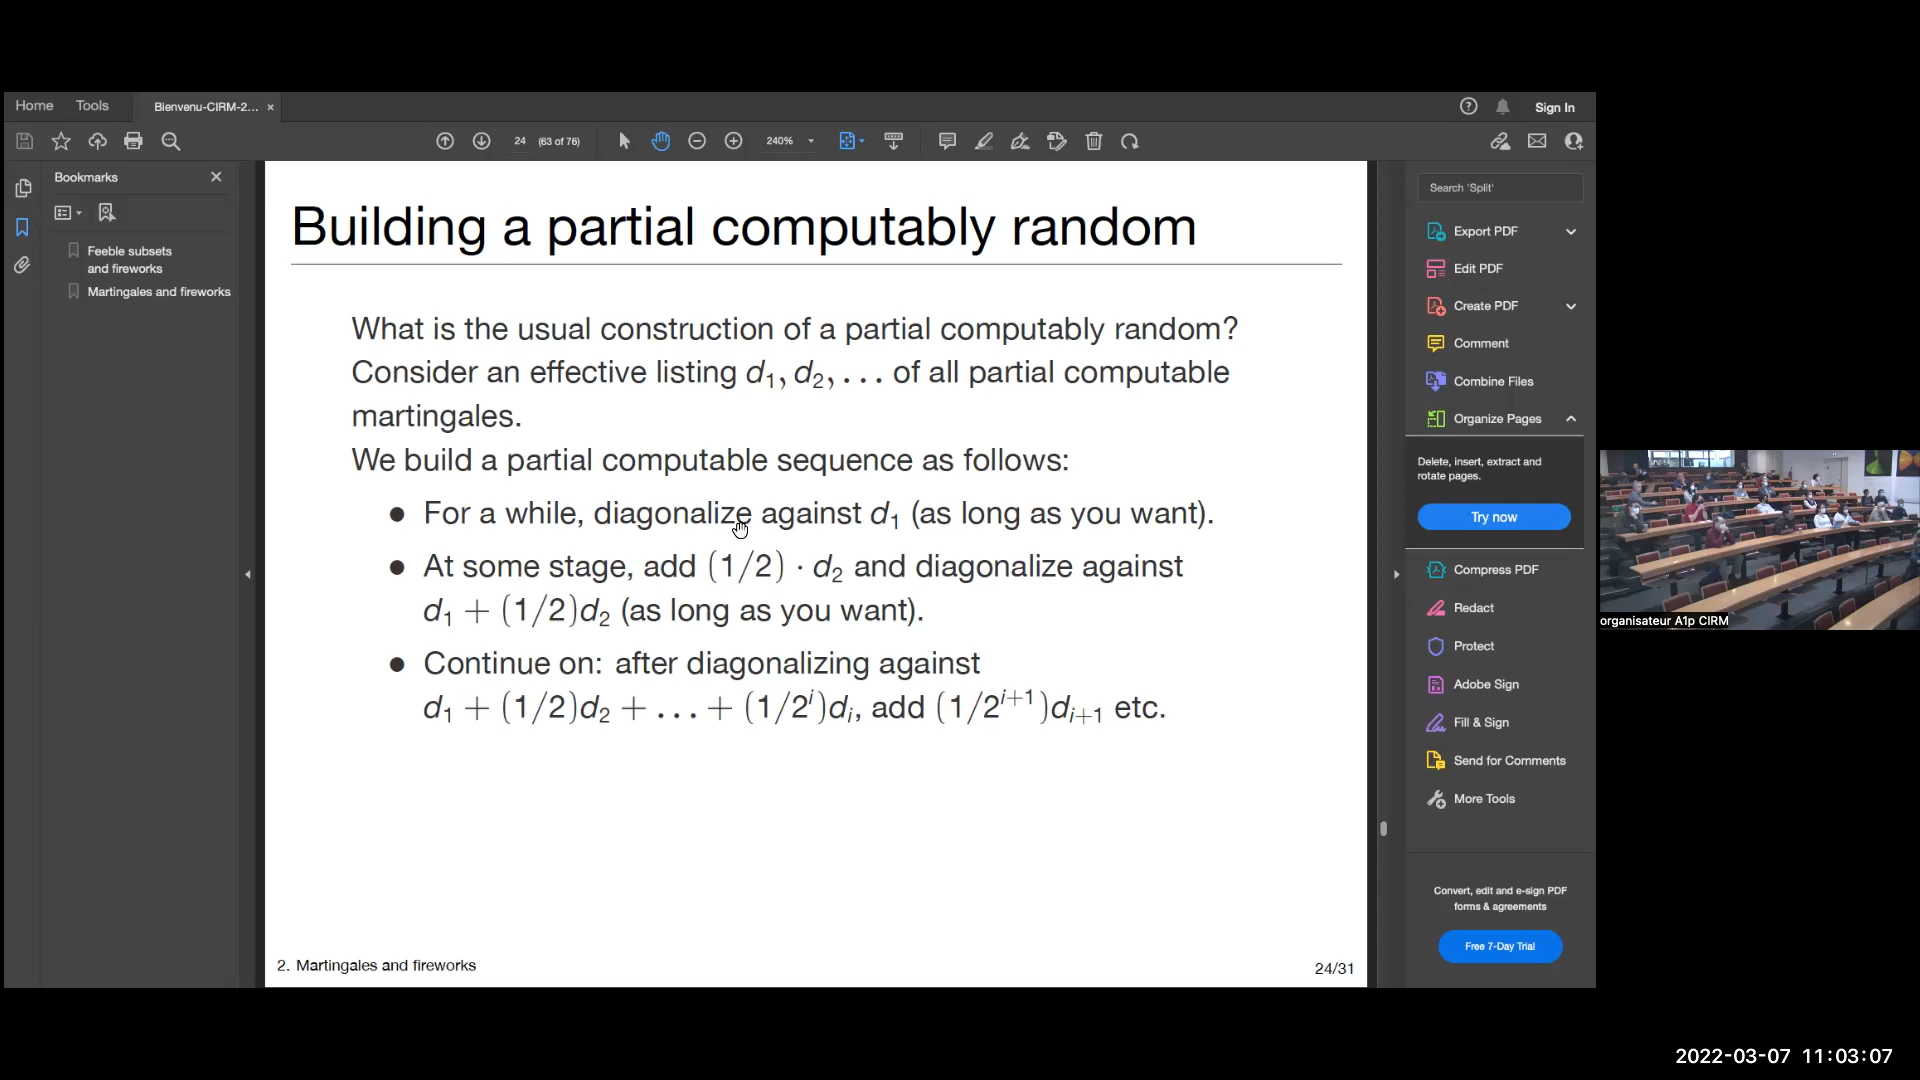 Home Tools Bienvenu-CIRM-2... × Sign In
24 (63 of 76) 240%
Bookmarks
Feeble subsets
and fireworks
Martingales and fireworks
Building a partial computably random
What is the usual construction of a partial computably random?
Consider an effective listing d₁, d₂, . . . of all partial computable
martingales.
We build a partial computable sequence as follows:
● For a while, diagonalize against d₁ (as long as you want).
● At some stage, add (1/2) · d₂ and diagonalize against
d₁ + (1/2)d₂ (as long as you want).
● Continue on: after diagonalizing against
d₁ + (1/2)d₂ + . . . + (1/2ⁱ)dᵢ, add (1/2ⁱ⁺¹)dᵢ₊₁ etc.
2. Martingales and fireworks
24/31
Search 'Split'
Export PDF
Edit PDF
Create PDF
Comment
Combine Files
Organize Pages
Delete, insert, extract and
rotate pages.
Try now
Compress PDF
Redact
Protect
Adobe Sign
Fill & Sign
Send for Comments
More Tools
Convert, edit and e-sign PDF
forms & agreements
Free 7-Day Trial
organisateur A1p CIRM
2022-03-07 11:03:07